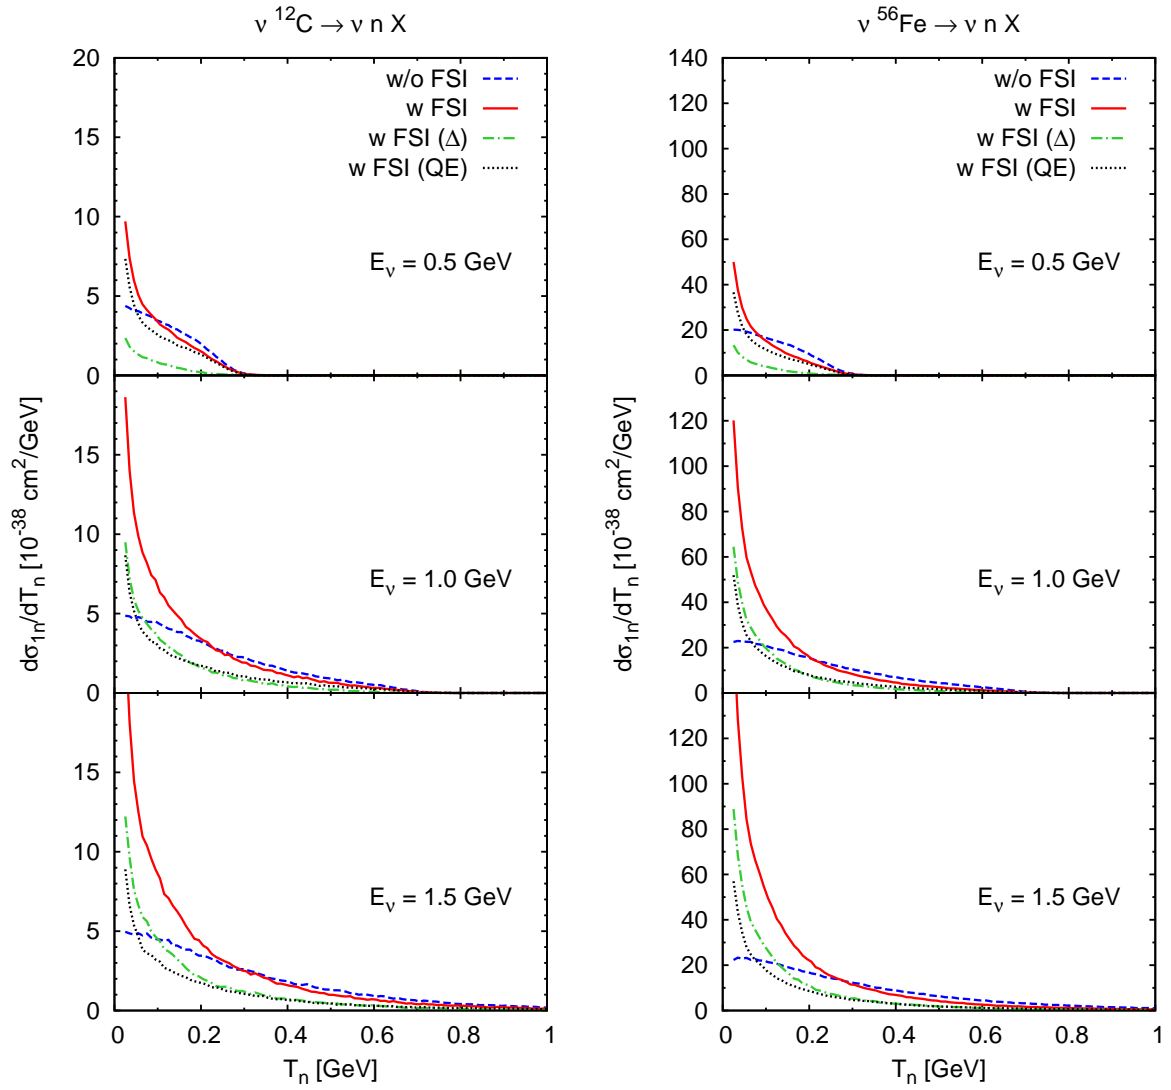 ν ¹²C → ν n X
20
15
10
5
0
w/o FSI
w FSI
w FSI (Δ)
w FSI (QE)
E_ν = 0.5 GeV
15
10
5
0
E_ν = 1.0 GeV
15
10
5
0
E_ν = 1.5 GeV
0 0.2 0.4 0.6 0.8 1
T_n [GeV]
dσ_1n/dT_n [10⁻³⁸ cm²/GeV]
ν ⁵⁶Fe → ν n X
140
120
100
80
60
40
20
0
w/o FSI
w FSI
w FSI (Δ)
w FSI (QE)
E_ν = 0.5 GeV
120
100
80
60
40
20
0
E_ν = 1.0 GeV
120
100
80
60
40
20
0
E_ν = 1.5 GeV
0 0.2 0.4 0.6 0.8 1
T_n [GeV]
dσ_1n/dT_n [10⁻³⁸ cm²/GeV]